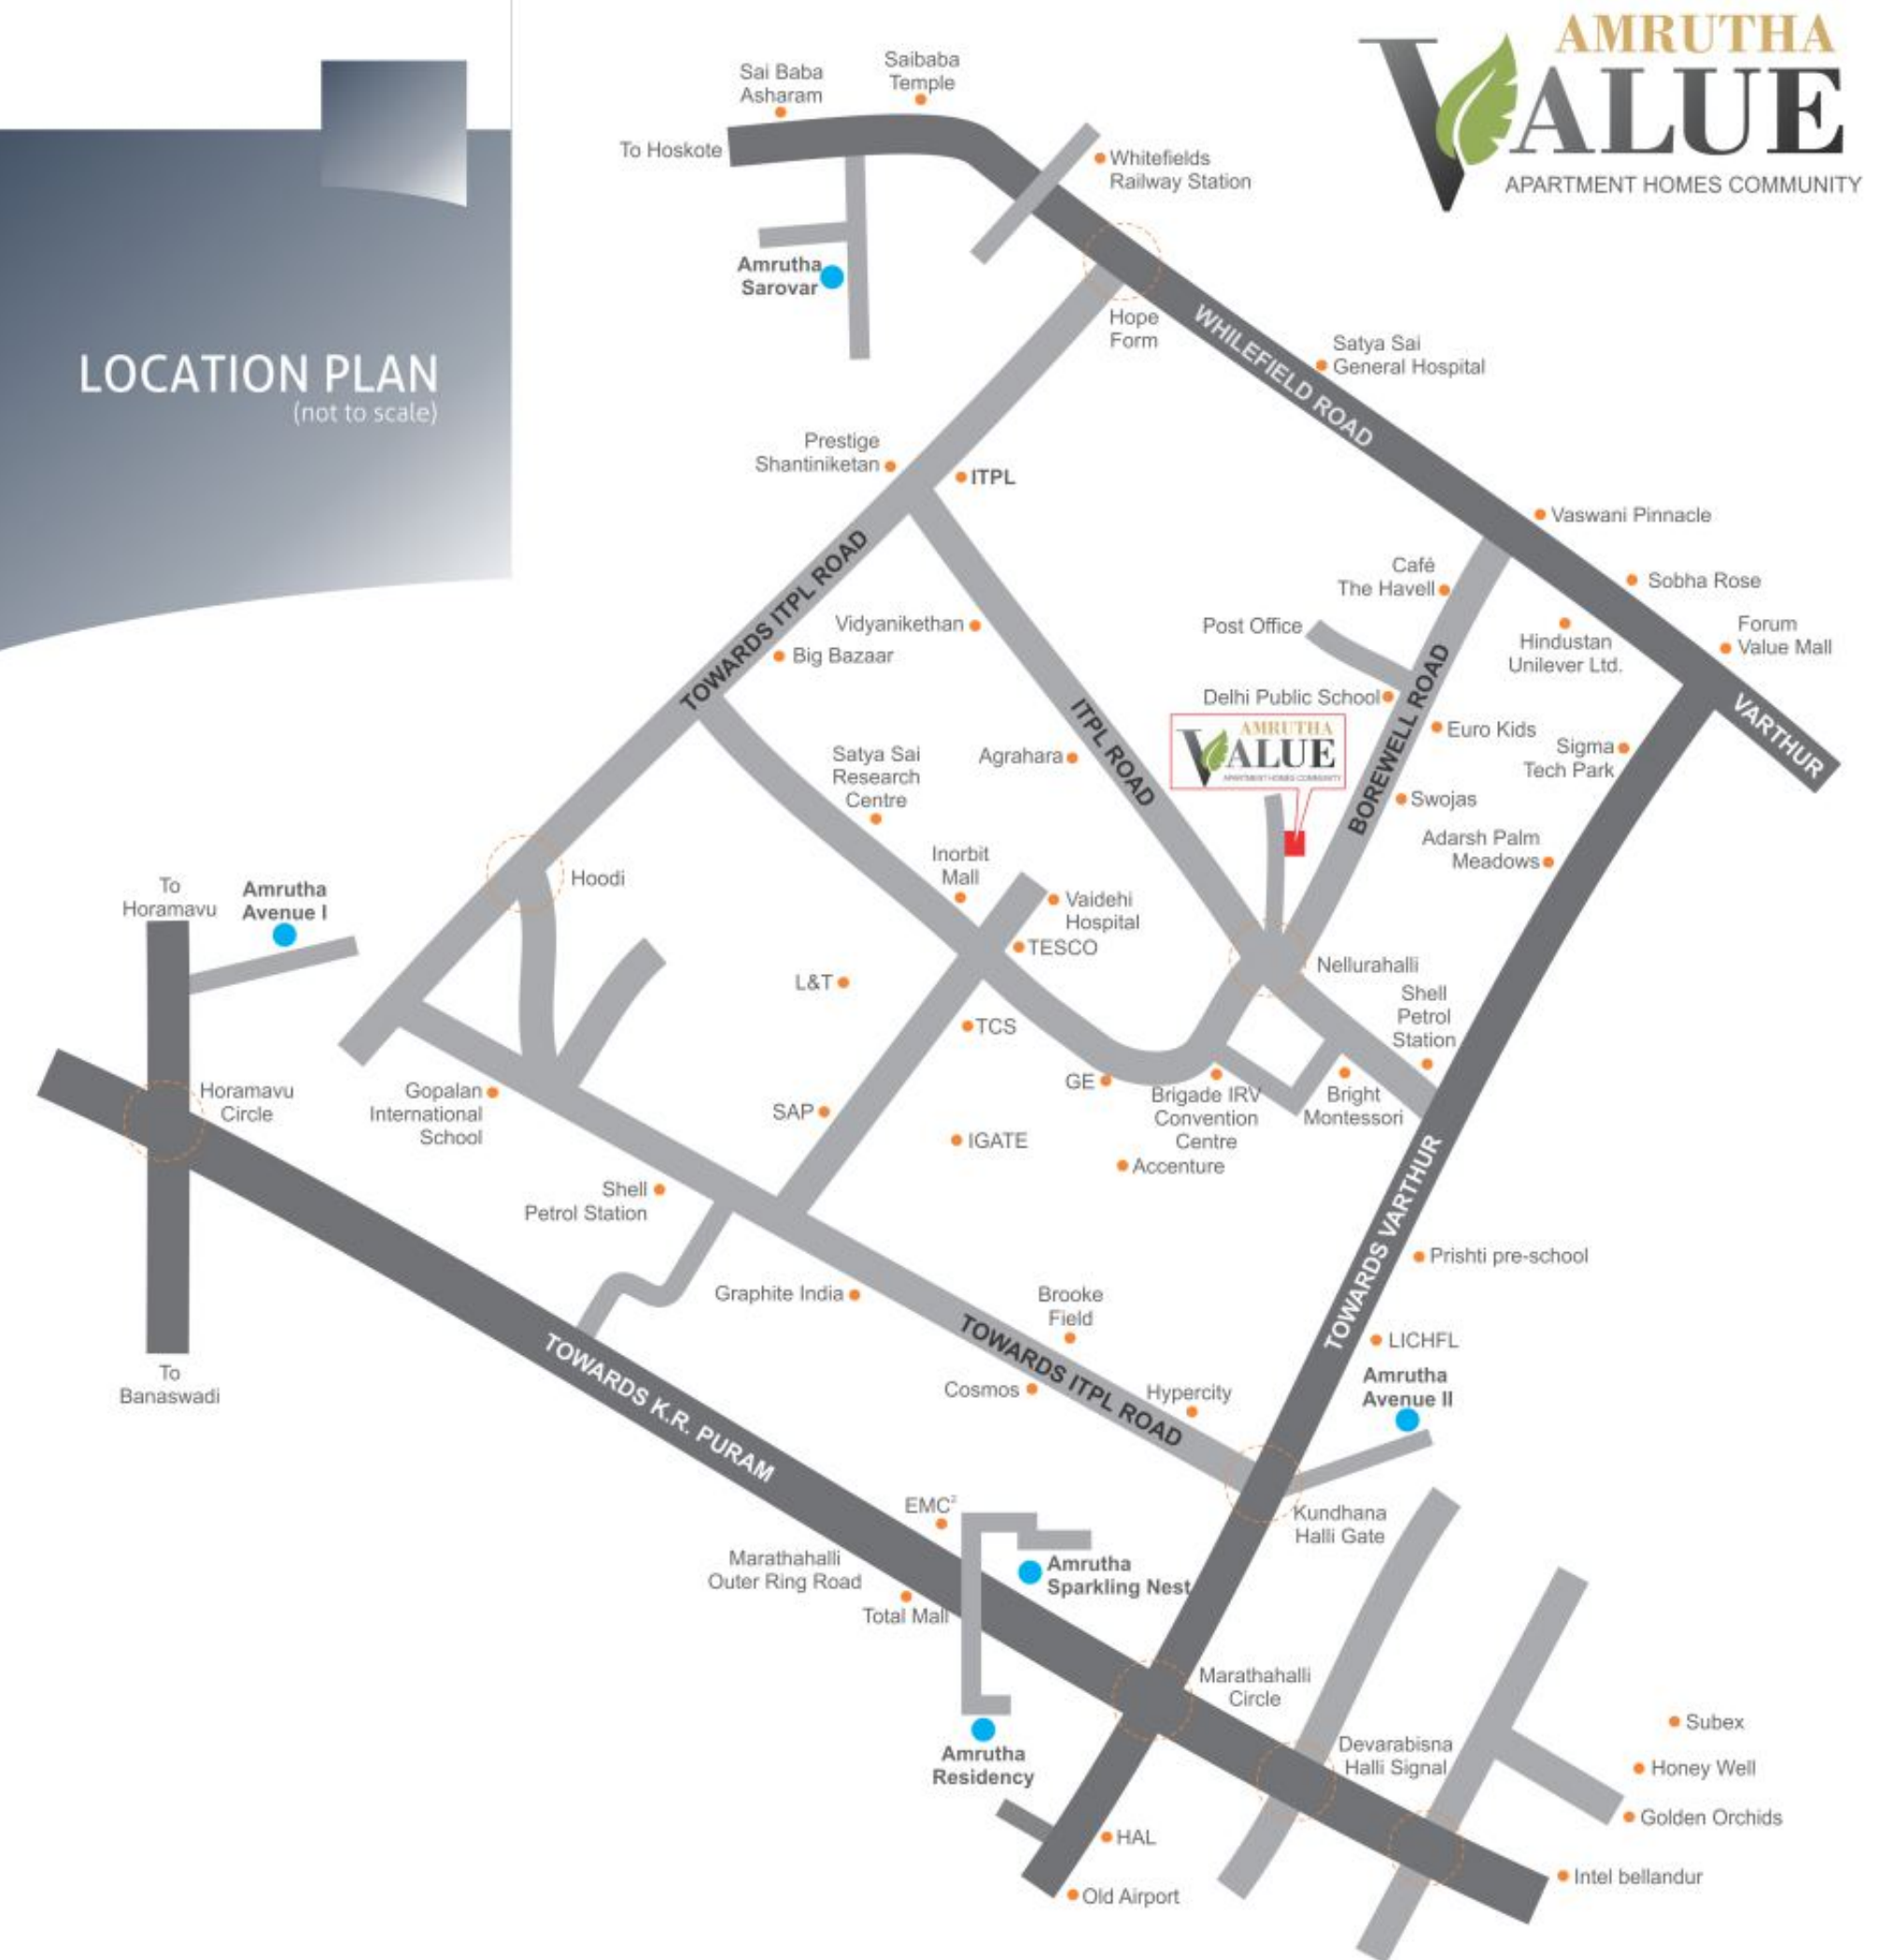 AMRUTHA
VALUE
APARTMENT HOMES COMMUNITY
LOCATION PLAN
(not to scale)
Sai Baba
Asharam
Saibaba
Temple
To Hoskote
Whitefields
Railway Station
Amrutha
Sarovar
Hope
Form
WHILEFIELD ROAD
Satya Sai
General Hospital
Prestige
Shantiniketan
ITPL
Vaswani Pinnacle
Sobha Rose
Forum
Value Mall
Hindustan
Unilever Ltd.
VARTHUR
Café
The Havell
Post Office
Delhi Public School
BOREWELL ROAD
Euro Kids
Sigma
Tech Park
Swojas
Adarsh Palm
Meadows
TOWARDS ITPL ROAD
Vidyanikethan
Big Bazaar
ITPL ROAD
AMRUTHA
VALUE
APARTMENT HOMES COMMUNITY
Agrahara
Satya Sai
Research
Centre
Inorbit
Mall
Vaidehi
Hospital
TESCO
Hoodi
L&T
TCS
Nellurahalli
Shell
Petrol
Station
To
Horamavu
Amrutha
Avenue I
Horamavu
Circle
Gopalan
International
School
SAP
GE
Brigade IRV
Convention
Centre
Bright
Montessori
IGATE
Accenture
Shell
Petrol Station
TOWARDS VARTHUR
Prishti pre-school
Graphite India
Brooke
Field
LICHFL
Amrutha
Avenue II
To
Banaswadi
TOWARDS K.R. PURAM
TOWARDS ITPL ROAD
Cosmos
Hypercity
Kundhana
Halli Gate
EMC²
Marathahalli
Outer Ring Road
Total Mall
Amrutha
Sparkling Nest
Marathahalli
Circle
Amrutha
Residency
Devarabisna
Halli Signal
Subex
Honey Well
Golden Orchids
HAL
Old Airport
Intel bellandur